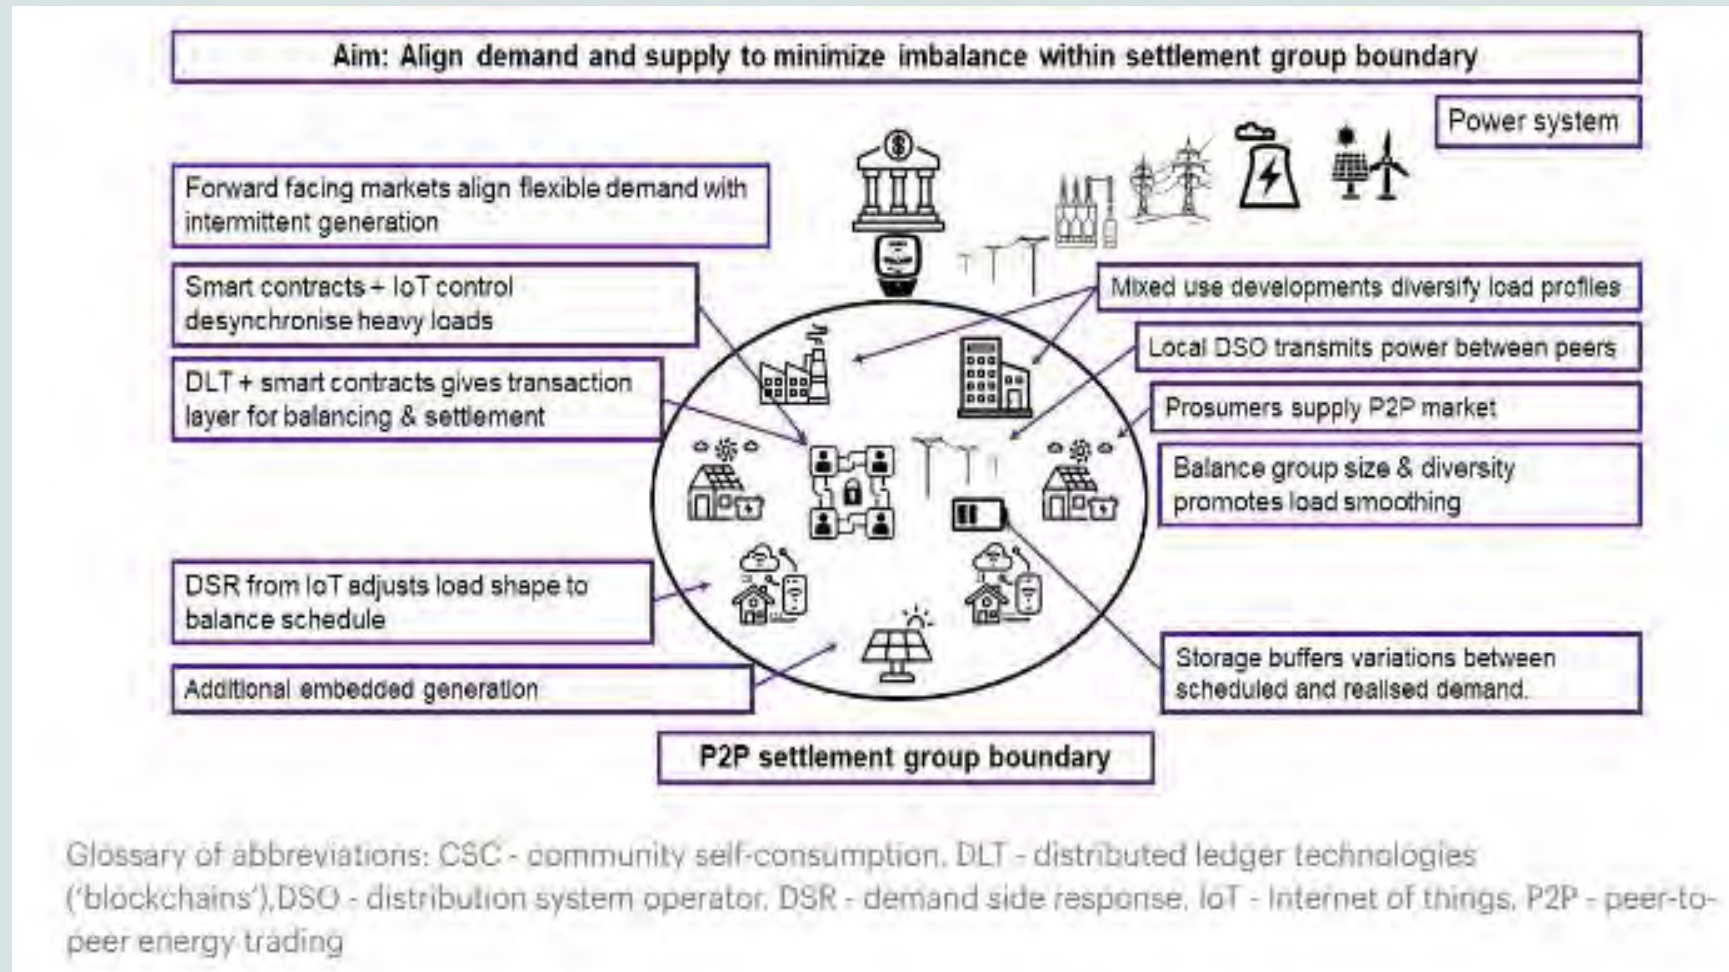 Aim: Align demand and supply to minimize imbalance within settlement group boundary
Power system
Forward facing markets align flexible demand with
intermittent generation
Smart contracts + IoT control
desynchronise heavy loads
DLT + smart contracts gives transaction
layer for balancing & settlement
DSR from IoT adjusts load shape to
balance schedule
Additional embedded generation
Mixed use developments diversify load profiles
Local DSO transmits power between peers
Prosumers supply P2P market
Balance group size & diversity
promotes load smoothing
Storage buffers variations between
scheduled and realised demand.
P2P settlement group boundary
Glossary of abbreviations: CSC - community self-consumption, DLT - distributed ledger technologies
('blockchains'),DSO - distribution system operator, DSR - demand side response, IoT - Internet of things, P2P - peer-to-
peer energy trading